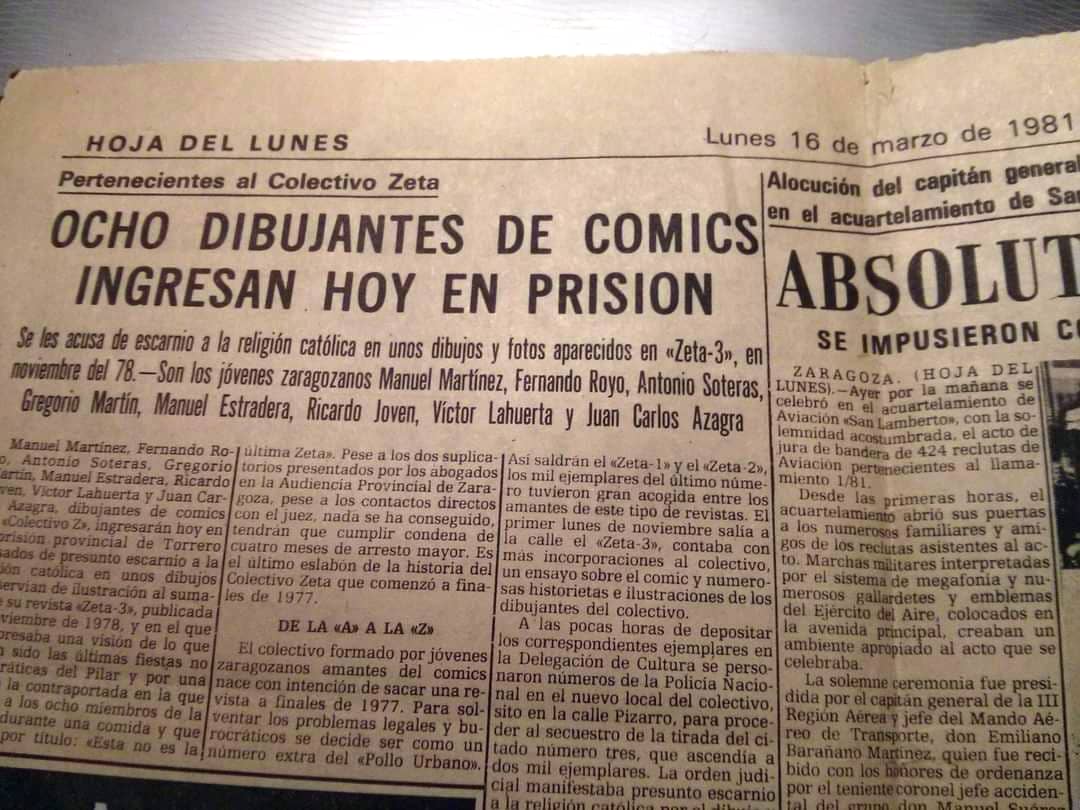 HOJA DEL LUNES
Lunes 16 de marzo de 1981
Pertenecientes al Colectivo Zeta
OCHO DIBUJANTES DE COMICS
INGRESAN HOY EN PRISION
Se les acusa de escarnio a la religión católica en unos dibujos y fotos aparecidos en «Zeta-3», en
noviembre del 78.—Son los jóvenes zaragozanos Manuel Martínez, Fernando Royo, Antonio Soteras,
Gregorio Martín, Manuel Estradera, Ricardo Joven, Víctor Lahuerta y Juan Carlos Azagra
Manuel Martínez, Fernando Ro-
o, Antonio Soteras, Gregorio
artín, Manuel Estradera, Ricardo
ven, Víctor Lahuerta y Juan Car-
Azagra, dibujantes de comics
«Colectivo Z», ingresarán hoy en
prisión provincial de Torrero
sados de presunto escarnio a la
ión católica en unos dibujos
servían de ilustración al suma-
e su revista «Zeta-3», publicada
viembre de 1978, y en el que
presaba una visión de lo que
n sido las últimas fiestas no
ráticas del Pilar y por una
la contraportada en la que
a los ocho miembros de la
durante una comida y que
por título: «Esta no es la
última Zeta». Pese a los dos suplica-
torios presentados por los abogados
en la Audiencia Provincial de Zara-
goza, pese a los contactos directos
con el juez, nada se ha conseguido,
tendrán que cumplir condena de
cuatro meses de arresto mayor. Es
el último eslabón de la historia del
Colectivo Zeta que comenzó a fina-
les de 1977.
DE LA «A» A LA «Z»
El colectivo formado por jóvenes
zaragozanos amantes del comics
nace con intención de sacar una re-
vista a finales de 1977. Para sol-
ventar los problemas legales y bu-
rocráticos se decide ser como un
número extra del «Pollo Urbano».
Así saldrán el «Zeta-1» y el «Zeta-2»,
los mil ejemplares del último núme-
ro tuvieron gran acogida entre los
amantes de este tipo de revistas. El
primer lunes de noviembre salía a
la calle el «Zeta-3», contaba con
más incorporaciones al colectivo,
un ensayo sobre el comic y numero-
sas historietas e ilustraciones de los
dibujantes del colectivo.
A las pocas horas de depositar
los correspondientes ejemplares en
la Delegación de Cultura se perso-
naron números de la Policía Nacio-
nal en el nuevo local del colectivo,
sito en la calle Pizarro, para proce-
der al secuestro de la tirada del ci-
tado número tres, que ascendía a
dos mil ejemplares. La orden judi-
cial manifestaba presunto escarnio
a la religión católica por el
Alocución del capitán general
en el acuartelamiento de
ABSOLUT
SE IMPUSIERON
ZARAGOZA. (HOJA DEL
LUNES).—Ayer por la mañana se
celebró en el acuartelamiento de
Aviación «San Lamberto», con la so-
lemnidad acostumbrada, el acto de
jura de bandera de 424 reclutas de
Aviación pertenecientes al llama-
miento 1/81.
Desde las primeras horas, el
acuartelamiento abrió sus puertas
a los numerosos familiares y ami-
gos de los reclutas asistentes al ac-
to. Marchas militares interpretadas
por el sistema de megafonía y nu-
merosos gallardetes y emblemas
del Ejército del Aire, colocados en
la avenida principal, creaban un
ambiente apropiado al acto que se
celebraba.
La solemne ceremonia fue presi-
dida por el capitán general de la III
Región Aérea y jefe del Mando Aé-
reo de Transporte, don Emiliano
Barañano Martínez, quien fue reci-
bido con los honores de ordenanza
por el teniente coronel jefe acciden-